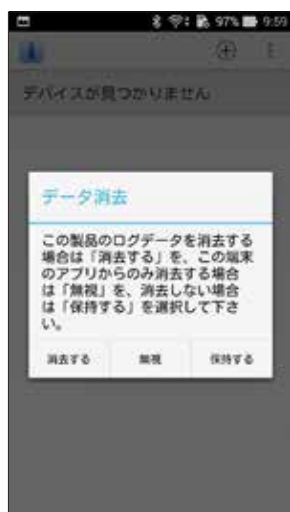 97% 9:59
デバイスが見つかりません
データ消去
この製品のログデータを消去する
場合は「消去する」を、この端末
のアプリからのみ消去する場合
は「無視」を、消去しない場合
は「保持する」を選択して下さ
い。
消去する 無視 保持する